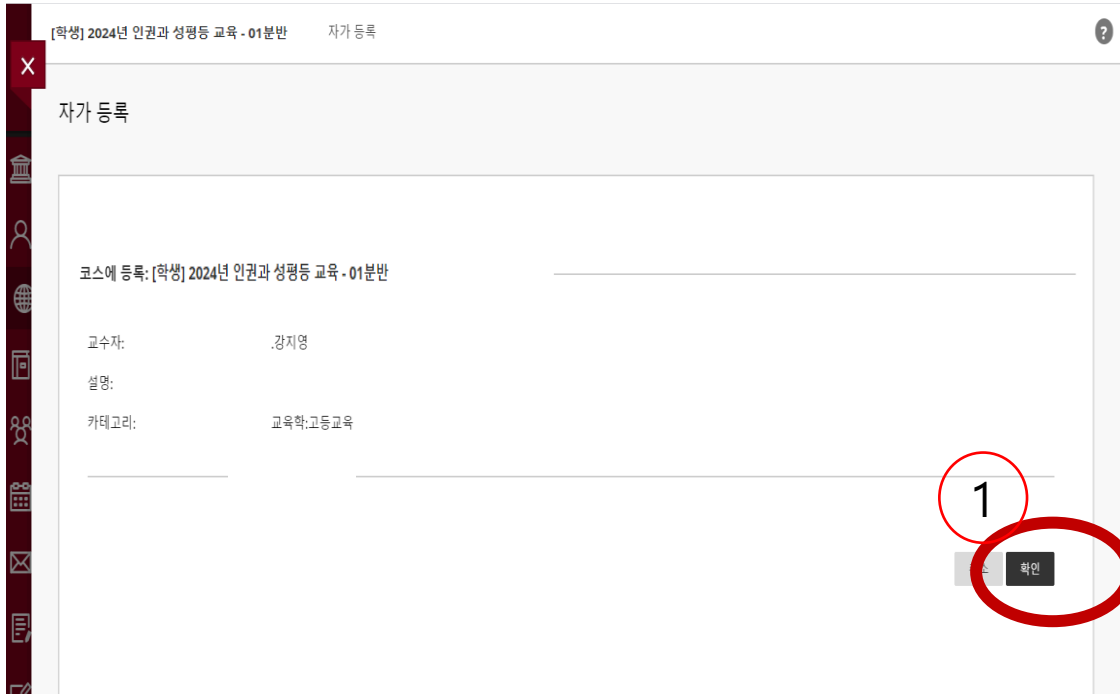 [학생] 2024년 인권과 성평등 교육 - 01분반 자가 등록 ?
X
자가 등록
코스에 등록: [학생] 2024년 인권과 성평등 교육 - 01분반
교수자: .강지영
설명:
카테고리: 교육학:고등교육
1
확인